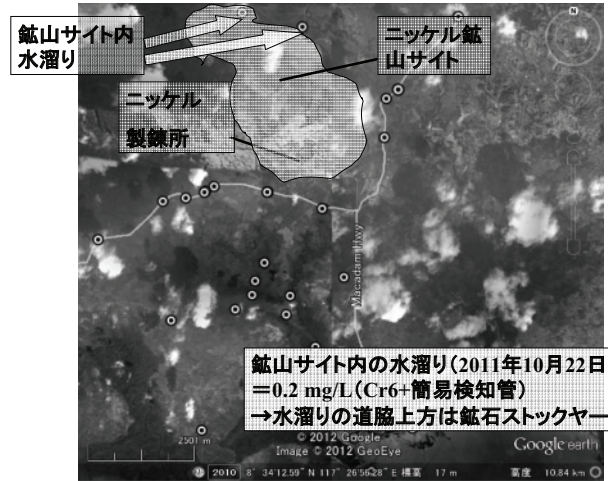 鉱山サイト内
水溜り
ニッケル鉱
山サイト
ニッケル
製錬所
Macadam Hwy
鉱山サイト内の水溜り(2011年10月22日
=0.2 mg/L(Cr6+簡易検知管)
→水溜りの道脇上方は鉱石ストックヤー
2501 m
© 2012 Google
Image © 2012 GeoEye
Google earth
N
2010 8° 34'12.59" N 117° 26'56.28" E 標高 17 m 高度 10.84 km